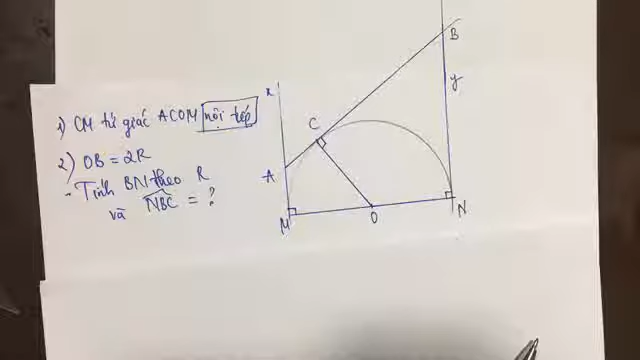 1) CM tứ giác ACOM nội tiếp
2) OB = 2R
- Tính BN theo R
và NBC = ?
x
B
y
C
A
M
O
N